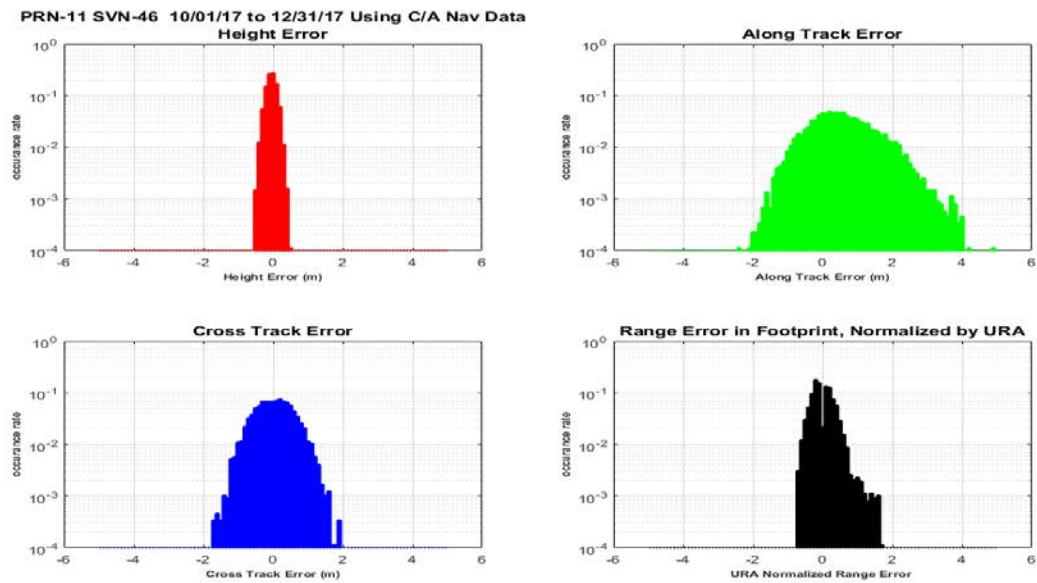 PRN-11 SVN-46 10/01/17 to 12/31/17 Using C/A Nav Data
Height Error
10^0
10^-1
10^-2
10^-3
10^-4
occurance rate
-6 -4 -2 0 2 4 6
Height Error (m)
Along Track Error
10^0
10^-1
10^-2
10^-3
10^-4
occurance rate
-6 -4 -2 0 2 4 6
Along Track Error (m)
Cross Track Error
10^0
10^-1
10^-2
10^-3
10^-4
occurance rate
-6 -4 -2 0 2 4 6
Cross Track Error (m)
Range Error in Footprint, Normalized by URA
10^0
10^-1
10^-2
10^-3
10^-4
occurance rate
-6 -4 -2 0 2 4 6
URA Normalized Range Error